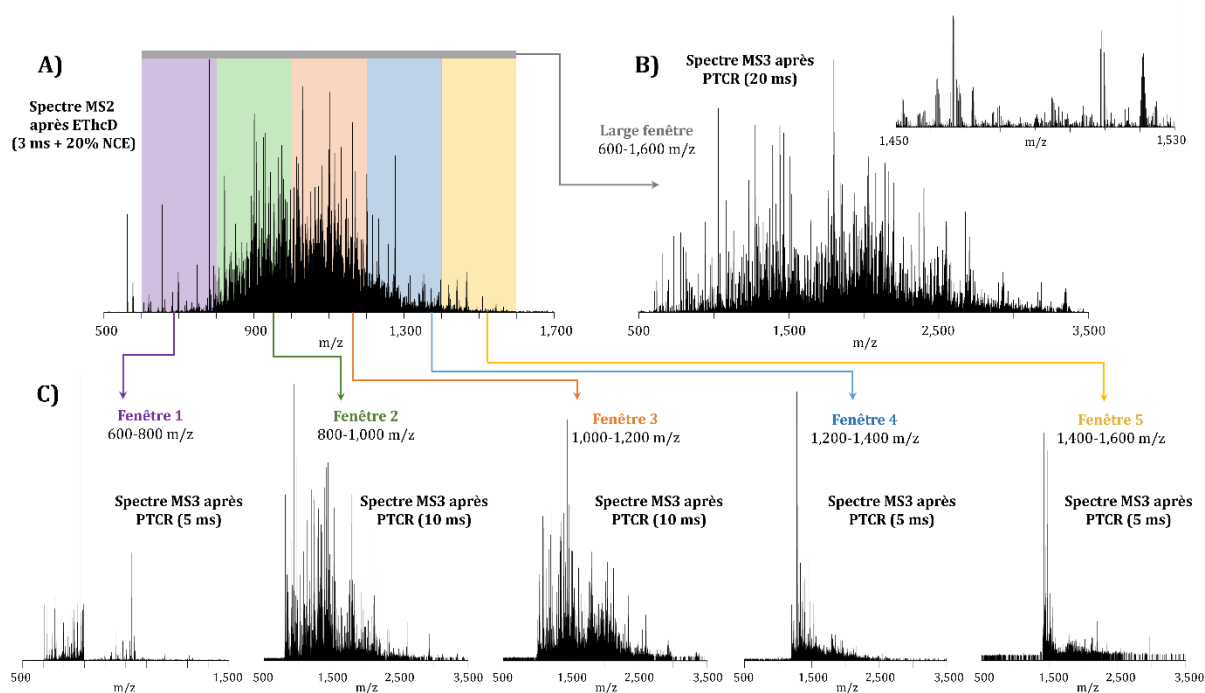 A)
Spectre MS2
après EThcD
(3 ms + 20% NCE)
500
900
1,300
1,700
m/z
B)
Spectre MS3 après
PTCR (20 ms)
Large fenêtre
600-1,600 m/z
1,450
1,530
m/z
500
1,500
2,500
3,500
m/z
C)
Fenêtre 1
600-800 m/z
Spectre MS3 après
PTCR (5 ms)
500
1,500
m/z
Fenêtre 2
800-1,000 m/z
Spectre MS3 après
PTCR (10 ms)
500
1,500
2,500
3,500
m/z
Fenêtre 3
1,000-1,200 m/z
Spectre MS3 après
PTCR (10 ms)
500
1,500
2,500
3,500
m/z
Fenêtre 4
1,200-1,400 m/z
Spectre MS3 après
PTCR (5 ms)
500
1,500
2,500
3,500
m/z
Fenêtre 5
1,400-1,600 m/z
Spectre MS3 après
PTCR (5 ms)
500
1,500
2,500
3,500
m/z